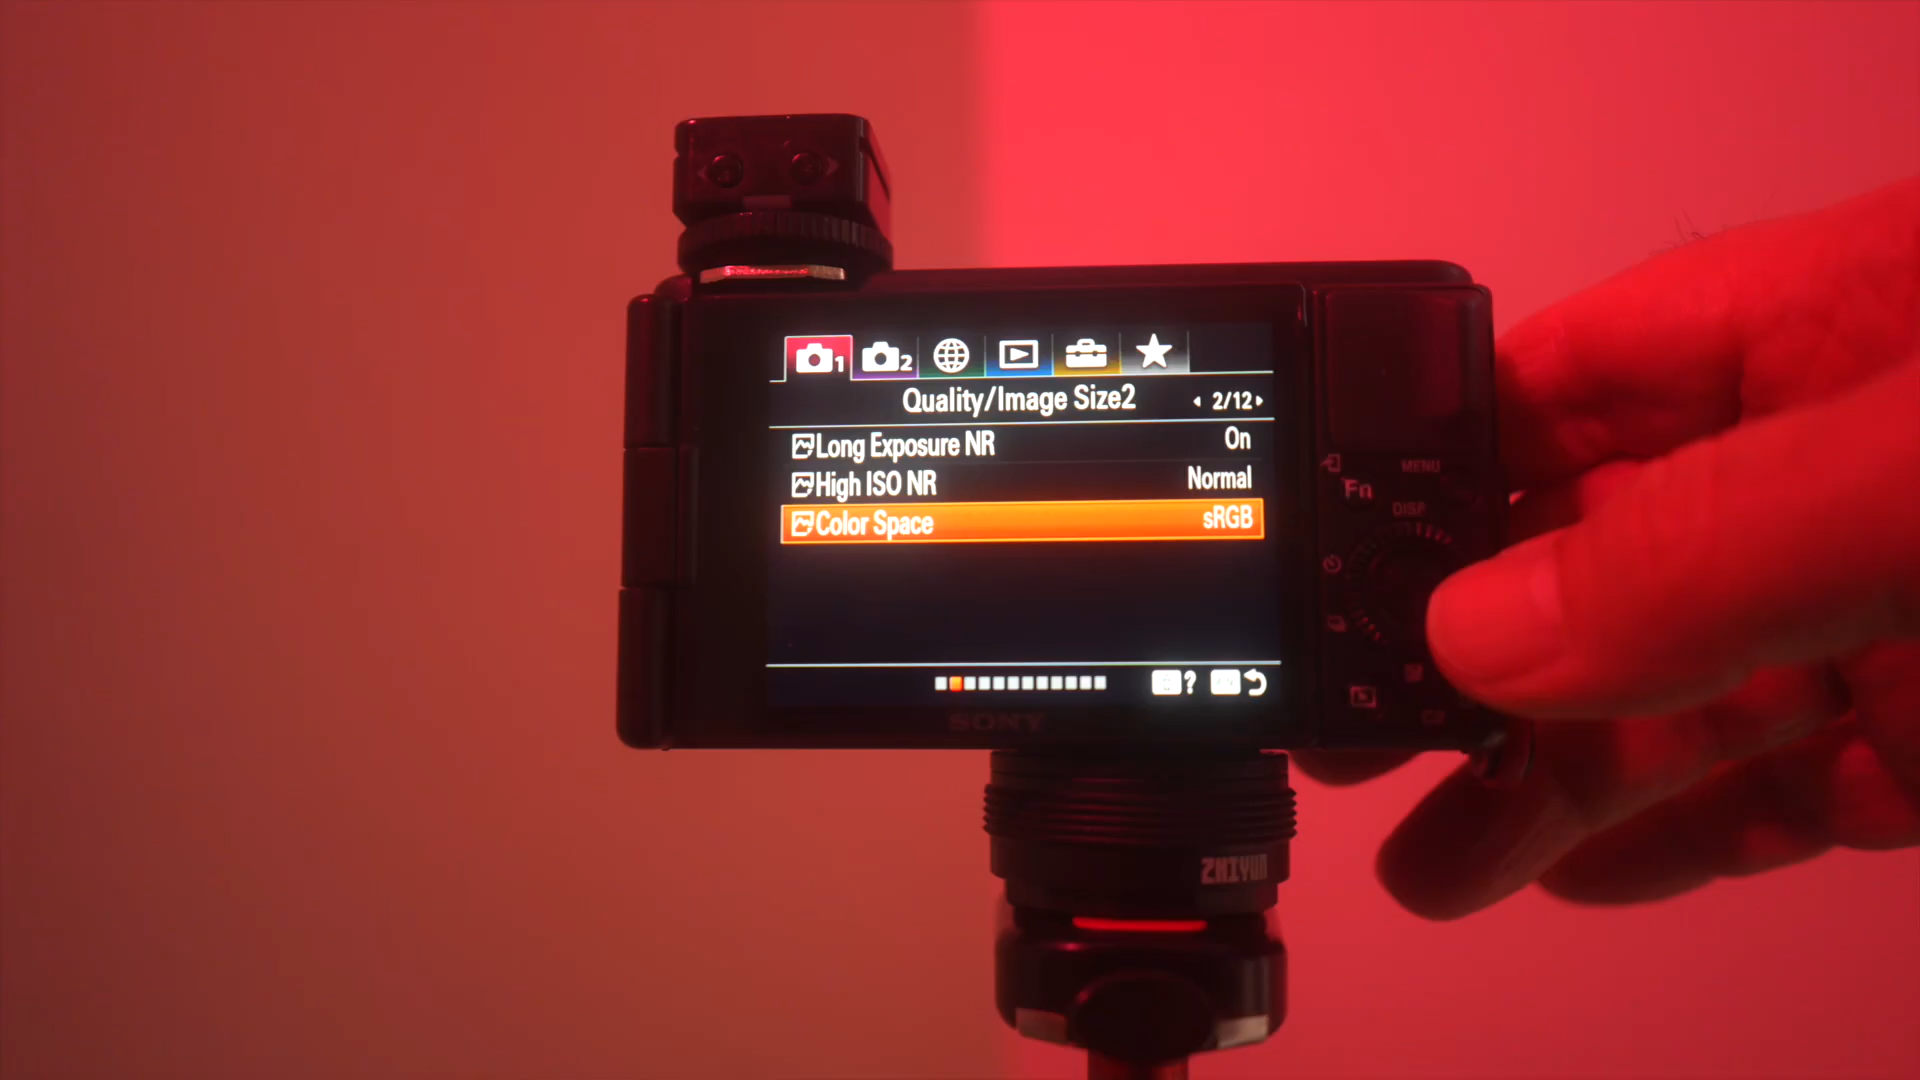 1 2
Quality/Image Size2 2/12
Long Exposure NR On
High ISO NR Normal
Color Space sRGB
?
SONY
MENU
Fn
DISP
C2
ZHIYUN